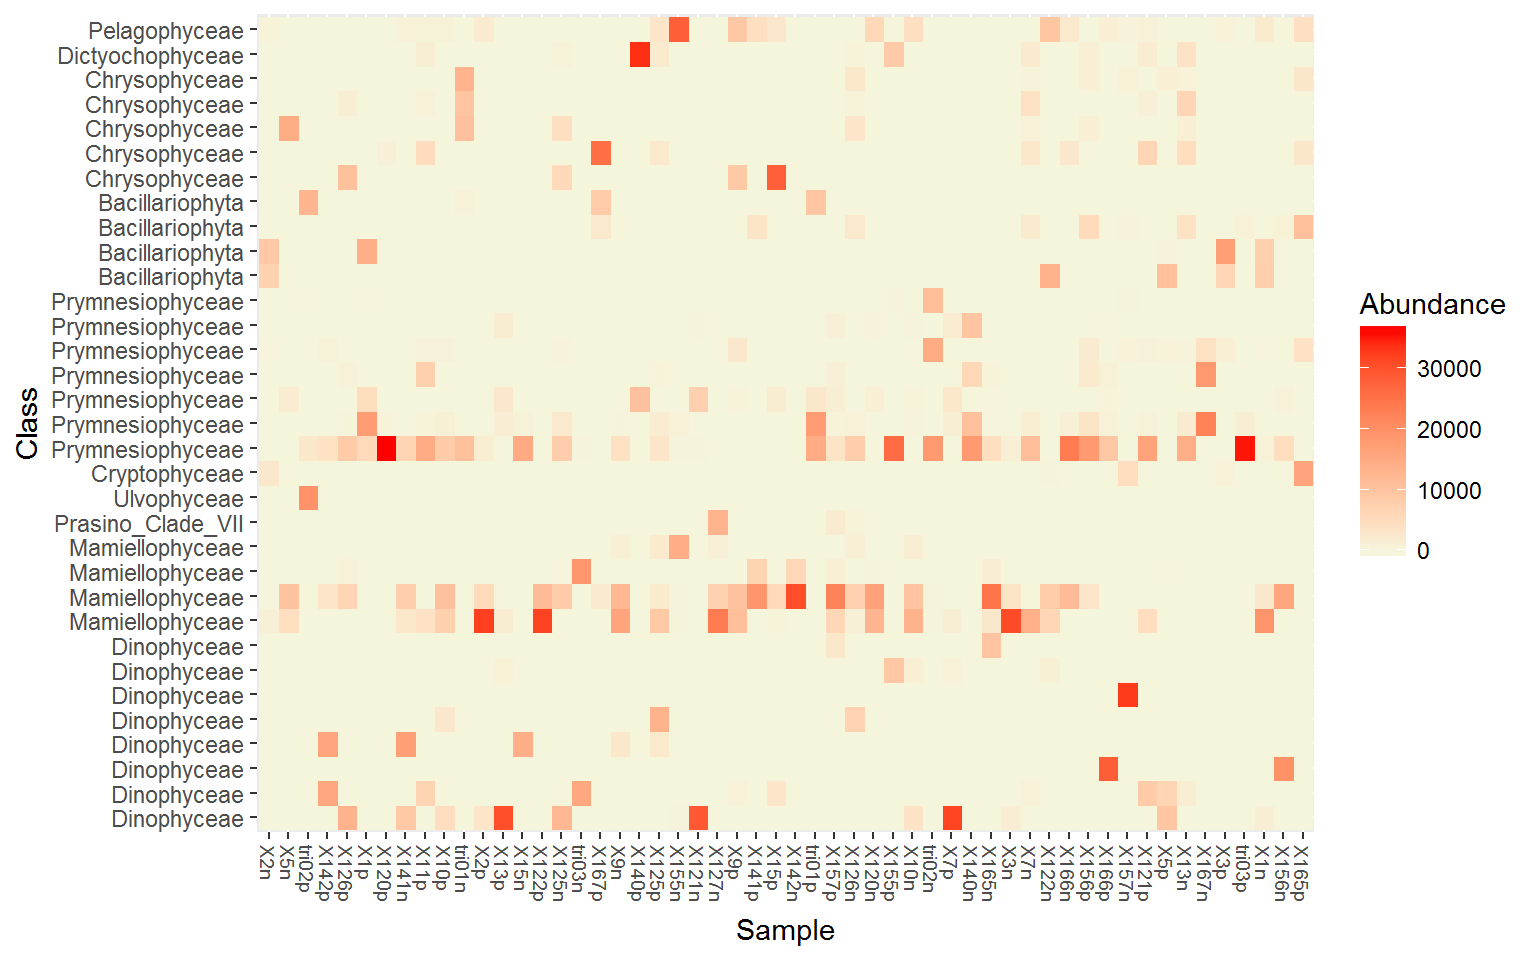 Pelagophyceae
Dictyochophyceae
Chrysophyceae
Chrysophyceae
Chrysophyceae
Chrysophyceae
Chrysophyceae
Bacillariophyta
Bacillariophyta
Bacillariophyta
Bacillariophyta
Prymnesiophyceae
Prymnesiophyceae
Prymnesiophyceae
Prymnesiophyceae
Prymnesiophyceae
Prymnesiophyceae
Prymnesiophyceae
Cryptophyceae
Ulvophyceae
Prasino_Clade_VII
Mamiellophyceae
Mamiellophyceae
Mamiellophyceae
Mamiellophyceae
Dinophyceae
Dinophyceae
Dinophyceae
Dinophyceae
Dinophyceae
Dinophyceae
Dinophyceae
Dinophyceae
Class
X2n
X5n
tri02p
X142p
X126p
X1p
X120p
X141n
X11p
X10p
tri01n
X2p
X13p
X15n
X122p
X125n
tri03n
X167p
X9n
X140p
X125p
X155n
X121n
X127n
X9p
X141p
X15p
X142n
tri01p
X157p
X126n
X120n
X155p
X10n
tri02n
X7p
X140n
X165n
X3n
X7n
X122n
X166n
X156p
X166p
X157n
X121p
X5p
X13n
X167n
X3p
tri03p
X1n
X156n
X165p
Sample
Abundance
30000
20000
10000
0